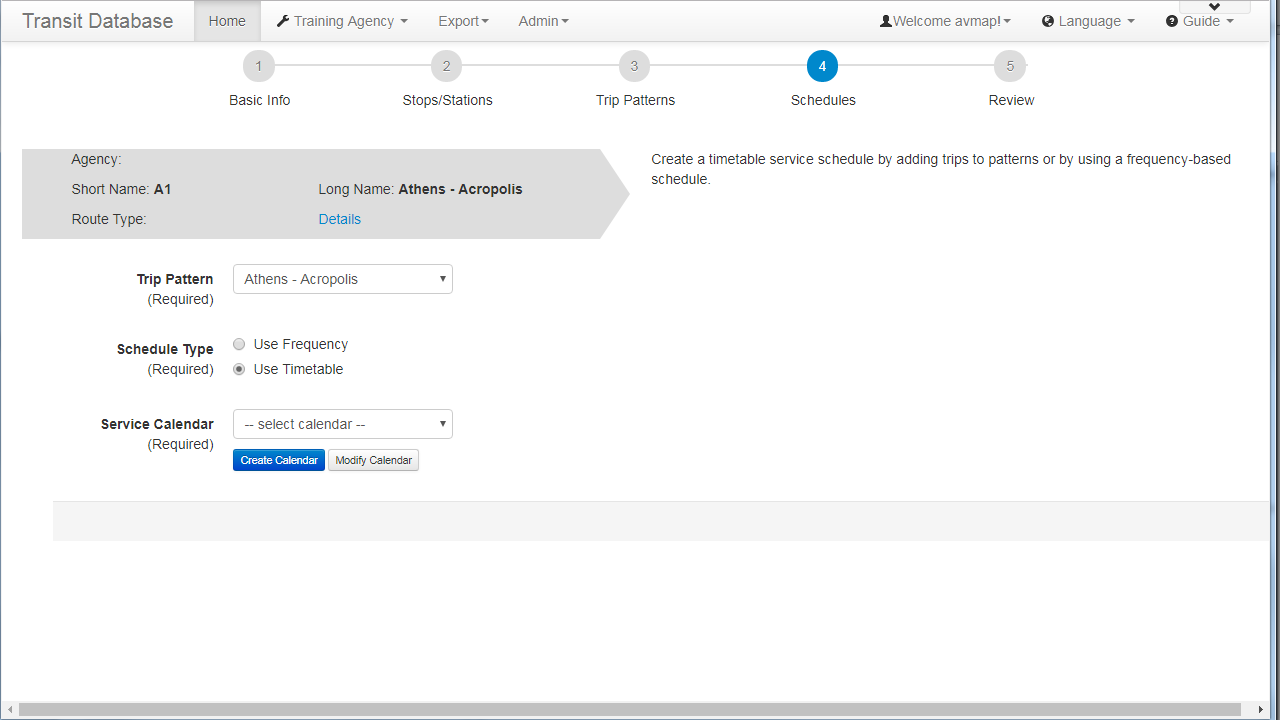 Transit Database Home Training Agency Export Admin Welcome avmap! Language Guide
1 2 3 4 5
Basic Info Stops/Stations Trip Patterns Schedules Review
Agency:
Short Name: A1 Long Name: Athens - Acropolis
Route Type: Details
Create a timetable service schedule by adding trips to patterns or by using a frequency-based
schedule.
Trip Pattern Athens - Acropolis
(Required)
Schedule Type Use Frequency
(Required) Use Timetable
Service Calendar -- select calendar --
(Required)
Create Calendar Modify Calendar